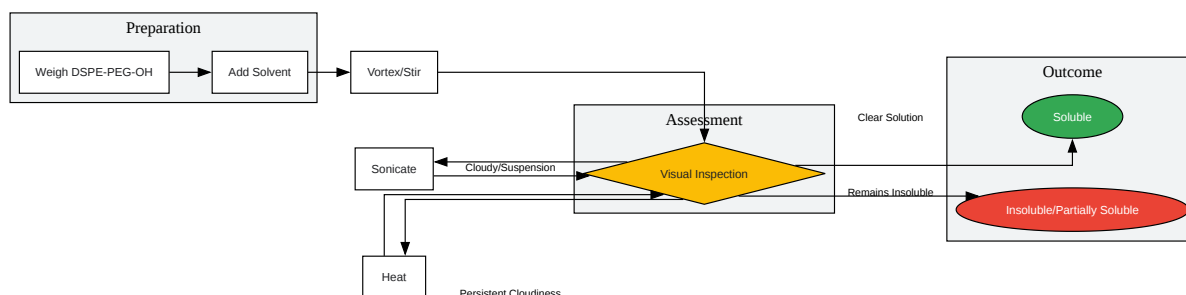 Preparation
Weigh DSPE-PEG-OH
Add Solvent
Vortex/Stir
Outcome
Assessment
Clear Solution
Soluble
Sonicate
Cloudy/Suspension
Visual Inspection
Remains Insoluble
Insoluble/Partially Soluble
Heat
Persistent Cloudiness